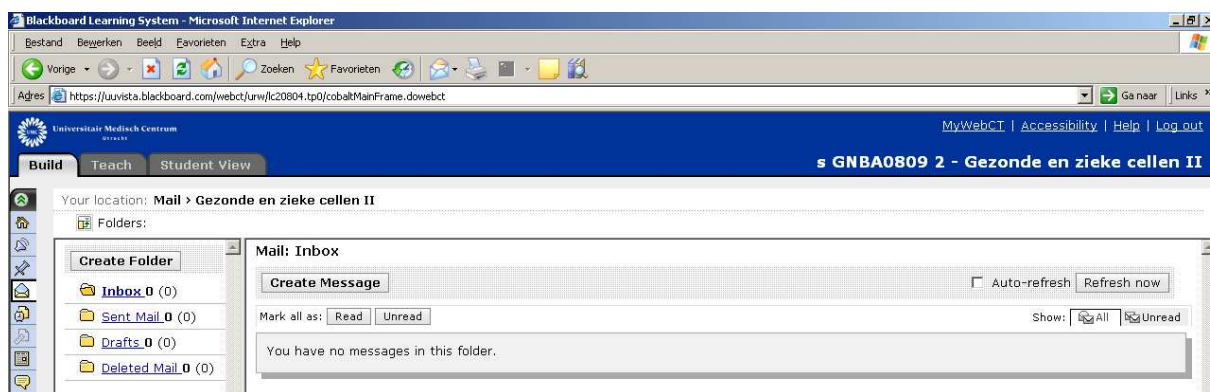 Blackboard Learning System - Microsoft Internet Explorer
Bestand Bewerken Beeld Favorieten Extra Help
Vorige Zoeken Favorieten
Adres https://uuvista.blackboard.com/webct/urw/lc20804.tp0/cobaltMainFrame.dowebct Ga naar Links »
Universitair Medisch Centrum
Utrecht
MyWebCT | Accessibility | Help | Log out
Build Teach Student View s GNBA0809 2 - Gezonde en zieke cellen II
Your location: Mail › Gezonde en zieke cellen II
Folders:
Create Folder
Inbox 0 (0)
Sent Mail 0 (0)
Drafts 0 (0)
Deleted Mail 0 (0)
Mail: Inbox
Create Message Auto-refresh Refresh now
Mark all as: Read Unread Show: All Unread
You have no messages in this folder.